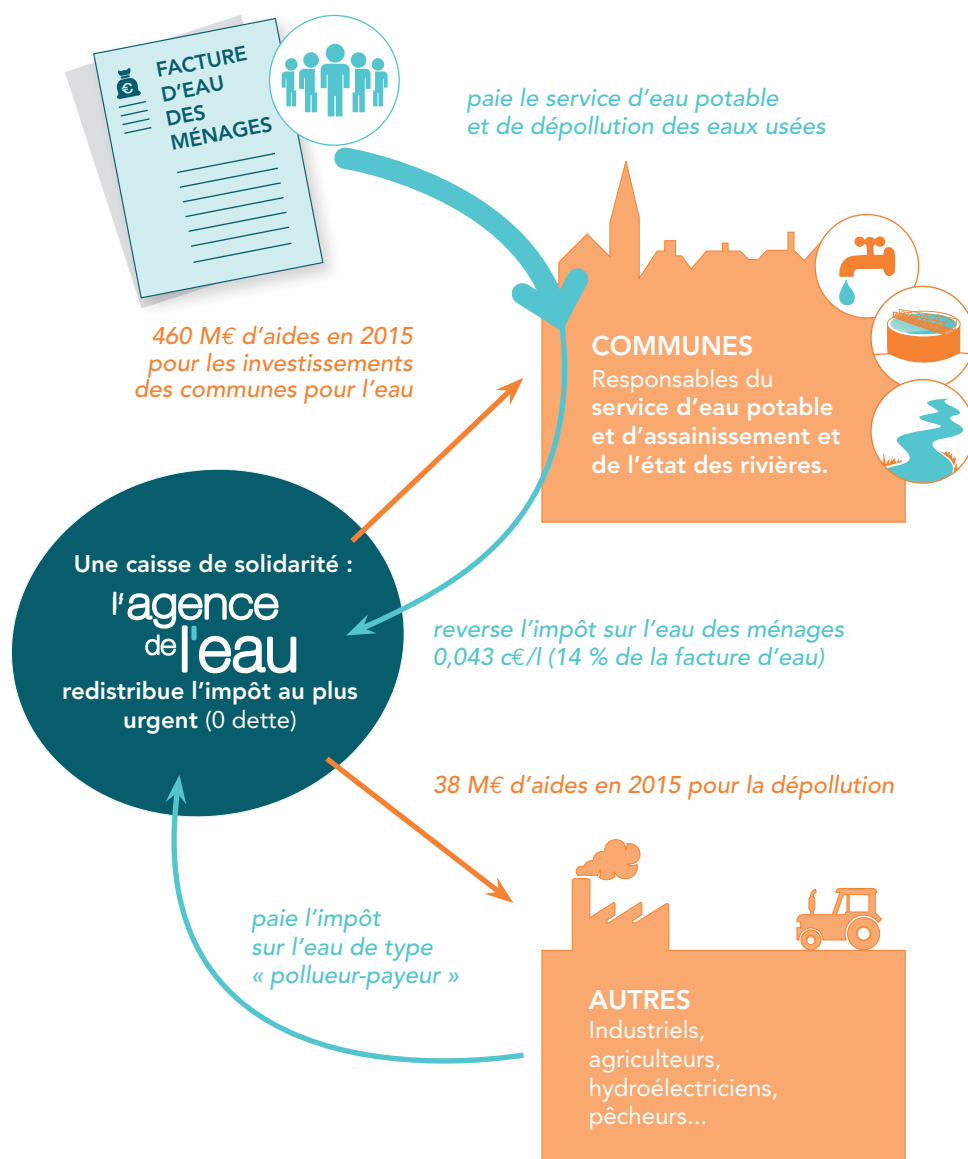 FACTURE
D'EAU
DES
MÉNAGES
€
paie le service d'eau potable
et de dépollution des eaux usées
460 M€ d'aides en 2015
pour les investissements
des communes pour l'eau
COMMUNES
Responsables du
service d'eau potable
et d'assainissement et
de l'état des rivières.
Une caisse de solidarité :
l'agence
de l'eau
redistribue l'impôt au plus
urgent (0 dette)
reverse l'impôt sur l'eau des ménages
0,043 c€/l (14 % de la facture d'eau)
38 M€ d'aides en 2015 pour la dépollution
paie l'impôt
sur l'eau de type
« pollueur-payeur »
AUTRES
Industriels,
agriculteurs,
hydroélectriciens,
pêcheurs...